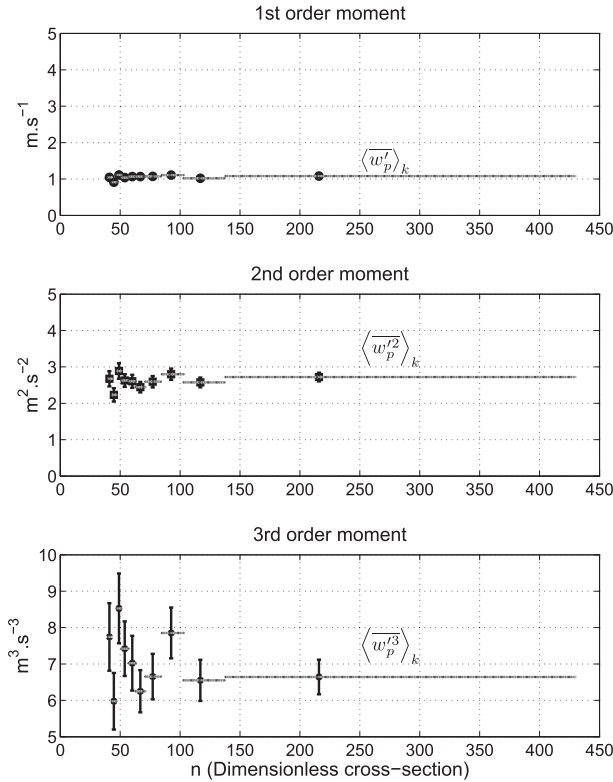 1st order moment
5
4
3
2
1
0
m.s⁻¹
⟨w′ₚ⟩ₖ
0 50 100 150 200 250 300 350 400 450
2nd order moment
5
4
3
2
1
0
m².s⁻²
⟨w′²ₚ⟩ₖ
0 50 100 150 200 250 300 350 400 450
3rd order moment
10
9
8
7
6
5
m³.s⁻³
⟨w′³ₚ⟩ₖ
0 50 100 150 200 250 300 350 400 450
n (Dimensionless cross−section)